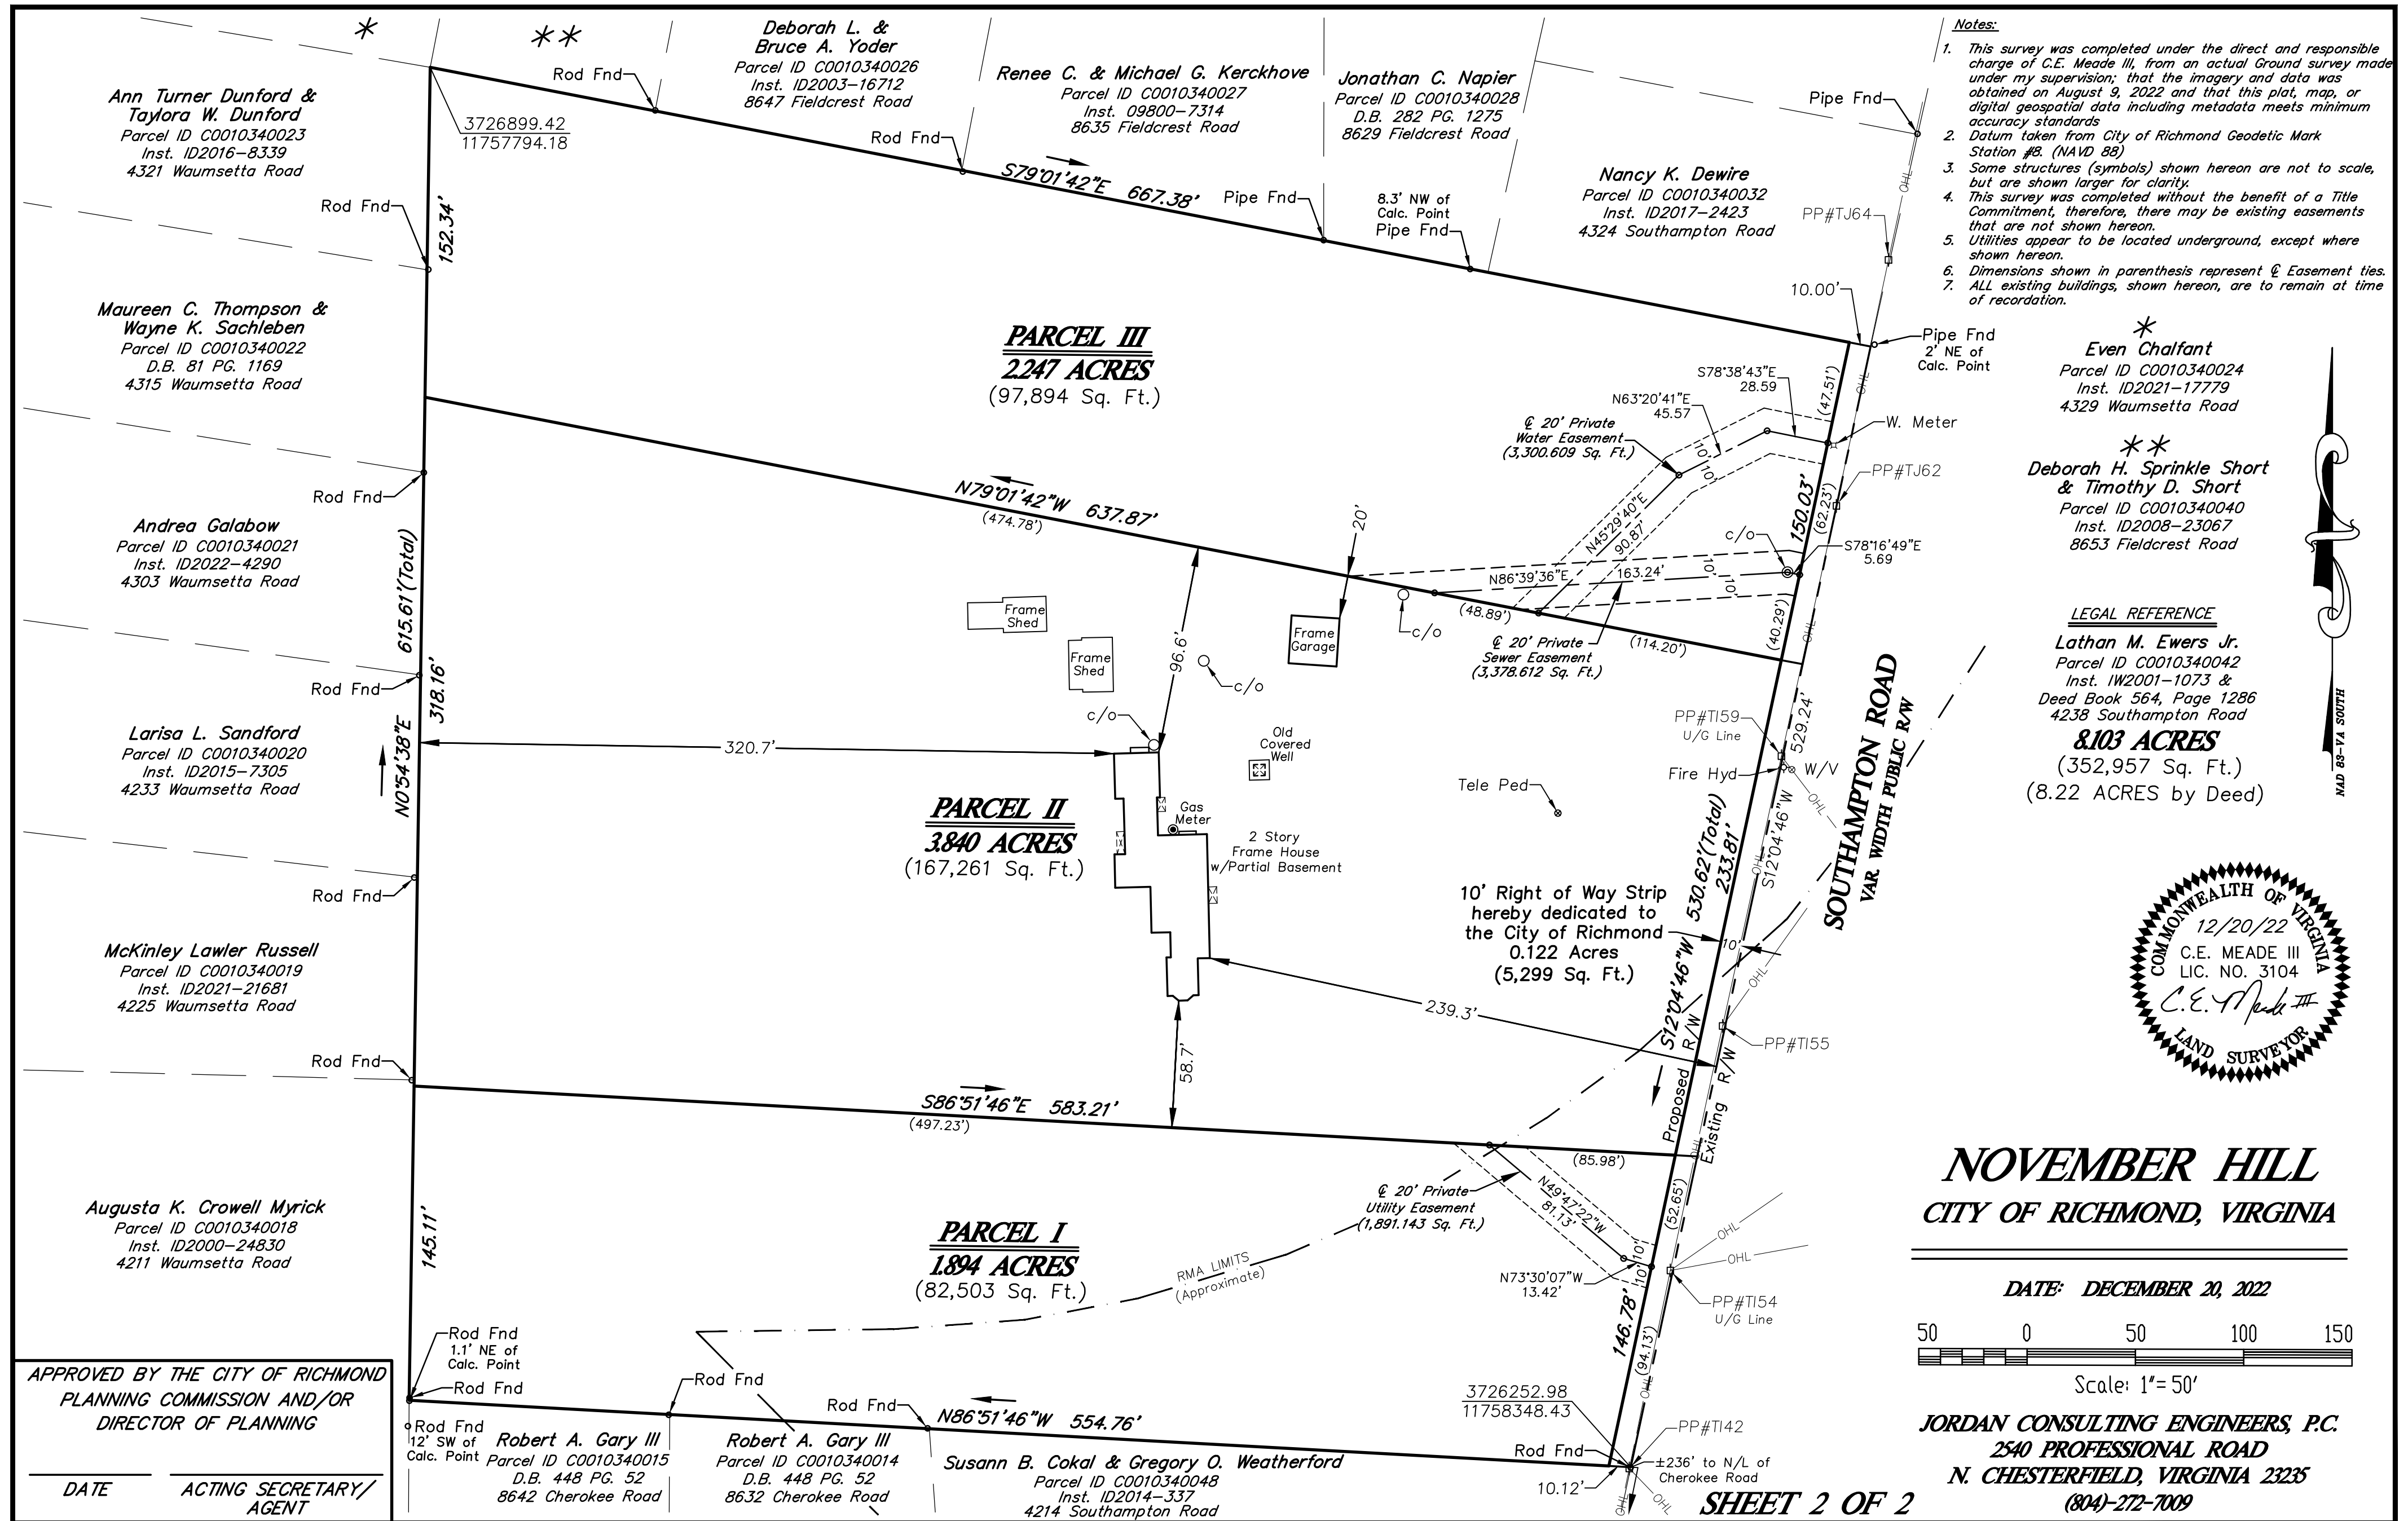 Notes:
1. This survey was completed under the direct and responsible
charge of C.E. Meade III, from an actual Ground survey made
under my supervision; that the imagery and data was
obtained on August 9, 2022 and that this plat, map, or
digital geospatial data including metadata meets minimum
accuracy standards
2. Datum taken from City of Richmond Geodetic Mark
Station #8. (NAVD 88)
3. Some structures (symbols) shown hereon are not to scale,
but are shown larger for clarity.
4. This survey was completed without the benefit of a Title
Commitment, therefore, there may be existing easements
that are not shown hereon.
5. Utilities appear to be located underground, except where
shown hereon.
6. Dimensions shown in parenthesis represent ℄ Easement ties.
7. ALL existing buildings, shown hereon, are to remain at time
of recordation.
*
**
Ann Turner Dunford &
Taylora W. Dunford
Parcel ID C0010340023
Inst. ID2016-8339
4321 Waumsetta Road
Deborah L. &
Bruce A. Yoder
Parcel ID C0010340026
Inst. ID2003-16712
8647 Fieldcrest Road
Renee C. & Michael G. Kerckhove
Parcel ID C0010340027
Inst. 09800-7314
8635 Fieldcrest Road
Jonathan C. Napier
Parcel ID C0010340028
D.B. 282 PG. 1275
8629 Fieldcrest Road
Nancy K. Dewire
Parcel ID C0010340032
Inst. ID2017-2423
4324 Southampton Road
Rod Fnd
3726899.42
11757794.18
Rod Fnd
S79°01'42"E 667.38'
Pipe Fnd
8.3' NW of
Calc. Point
Pipe Fnd
Pipe Fnd
OHL
PP#TJ64
10.00'
Pipe Fnd
2' NE of
Calc. Point
Rod Fnd
152.34'
Maureen C. Thompson &
Wayne K. Sachleben
Parcel ID C0010340022
D.B. 81 PG. 1169
4315 Waumsetta Road
PARCEL III
2.247 ACRES
(97,894 Sq. Ft.)
*
Even Chalfant
Parcel ID C0010340024
Inst. ID2021-17779
4329 Waumsetta Road
**
Deborah H. Sprinkle Short
& Timothy D. Short
Parcel ID C0010340040
Inst. ID2008-23067
8653 Fieldcrest Road
S78°38'43"E
28.59
(47.51')
OHL
N63°20'41"E
45.57
℄ 20' Private
Water Easement
(3,300.609 Sq. Ft.)
W. Meter
10'
10'
PP#TJ62
150.03'
(62.23')
N45°29'40"E
90.87'
c/o
S78°16'49"E
5.69
N79°01'42"W 637.87'
(474.78')
20'
N86°39'36"E 163.24'
10'
10'
(48.89')
℄ 20' Private
Sewer Easement
(3,378.612 Sq. Ft.)
(114.20')
(40.29')
OHL
Rod Fnd
Andrea Galabow
Parcel ID C0010340021
Inst. ID2022-4290
4303 Waumsetta Road
615.61'(Total)
318.16'
N0°54'38"E
Rod Fnd
Larisa L. Sandford
Parcel ID C0010340020
Inst. ID2015-7305
4233 Waumsetta Road
Frame
Shed
Frame
Shed
96.6'
Frame
Garage
c/o
c/o
c/o
320.7'
Old
Covered
Well
Gas
Meter
2 Story
Frame House
w/Partial Basement
Tele Ped
PP#TI59
U/G Line
Fire Hyd
W/V
529.24'
OHL
SOUTHAMPTON ROAD
VAR. WIDTH PUBLIC R/W
LEGAL REFERENCE
Lathan M. Ewers Jr.
Parcel ID C0010340042
Inst. IW2001-1073 &
Deed Book 564, Page 1286
4238 Southampton Road
8.103 ACRES
(352,957 Sq. Ft.)
(8.22 ACRES by Deed)
NAD 83-VA SOUTH
PARCEL II
3.840 ACRES
(167,261 Sq. Ft.)
530.62'(Total)
233.81'
S12°04'46"W
OHL
10' Right of Way Strip
hereby dedicated to
the City of Richmond
0.122 Acres
(5,299 Sq. Ft.)
10'
S12°04'46"W
OHL
239.3'
58.7'
PP#TI55
Proposed R/W
Existing R/W
OHL
Rod Fnd
McKinley Lawler Russell
Parcel ID C0010340019
Inst. ID2021-21681
4225 Waumsetta Road
Rod Fnd
COMMONWEALTH OF VIRGINIA
12/20/22
C.E. MEADE III
LIC. NO. 3104
C.E. Meade III
LAND SURVEYOR
S86°51'46"E 583.21'
(497.23')
(85.98')
℄ 20' Private
Utility Easement
(1,891.143 Sq. Ft.)
N49°47'22"W
81.13'
(52.65')
10'
10'
N73°30'07"W
13.42'
OHL
OHL
PP#TI54
U/G Line
Augusta K. Crowell Myrick
Parcel ID C0010340018
Inst. ID2000-24830
4211 Waumsetta Road
145.11'
PARCEL I
1.894 ACRES
(82,503 Sq. Ft.)
RMA LIMITS
(Approximate)
146.78'
(94.13')
OHL
Rod Fnd
1.1' NE of
Calc. Point
Rod Fnd
Rod Fnd
12' SW of
Calc. Point
Rod Fnd
Rod Fnd
N86°51'46"W 554.76'
3726252.98
11758348.43
Rod Fnd
PP#TI42
±236' to N/L of
Cherokee Road
10.12'
OHL
OHL
Robert A. Gary III
Parcel ID C0010340015
D.B. 448 PG. 52
8642 Cherokee Road
Robert A. Gary III
Parcel ID C0010340014
D.B. 448 PG. 52
8632 Cherokee Road
Susann B. Cokal & Gregory O. Weatherford
Parcel ID C0010340048
Inst. ID2014-337
4214 Southampton Road
APPROVED BY THE CITY OF RICHMOND
PLANNING COMMISSION AND/OR
DIRECTOR OF PLANNING
DATE
ACTING SECRETARY/
AGENT
NOVEMBER HILL
CITY OF RICHMOND, VIRGINIA
DATE: DECEMBER 20, 2022
50 0 50 100 150
Scale: 1"=50'
JORDAN CONSULTING ENGINEERS, P.C.
2540 PROFESSIONAL ROAD
N. CHESTERFIELD, VIRGINIA 23235
(804)-272-7009
SHEET 2 OF 2